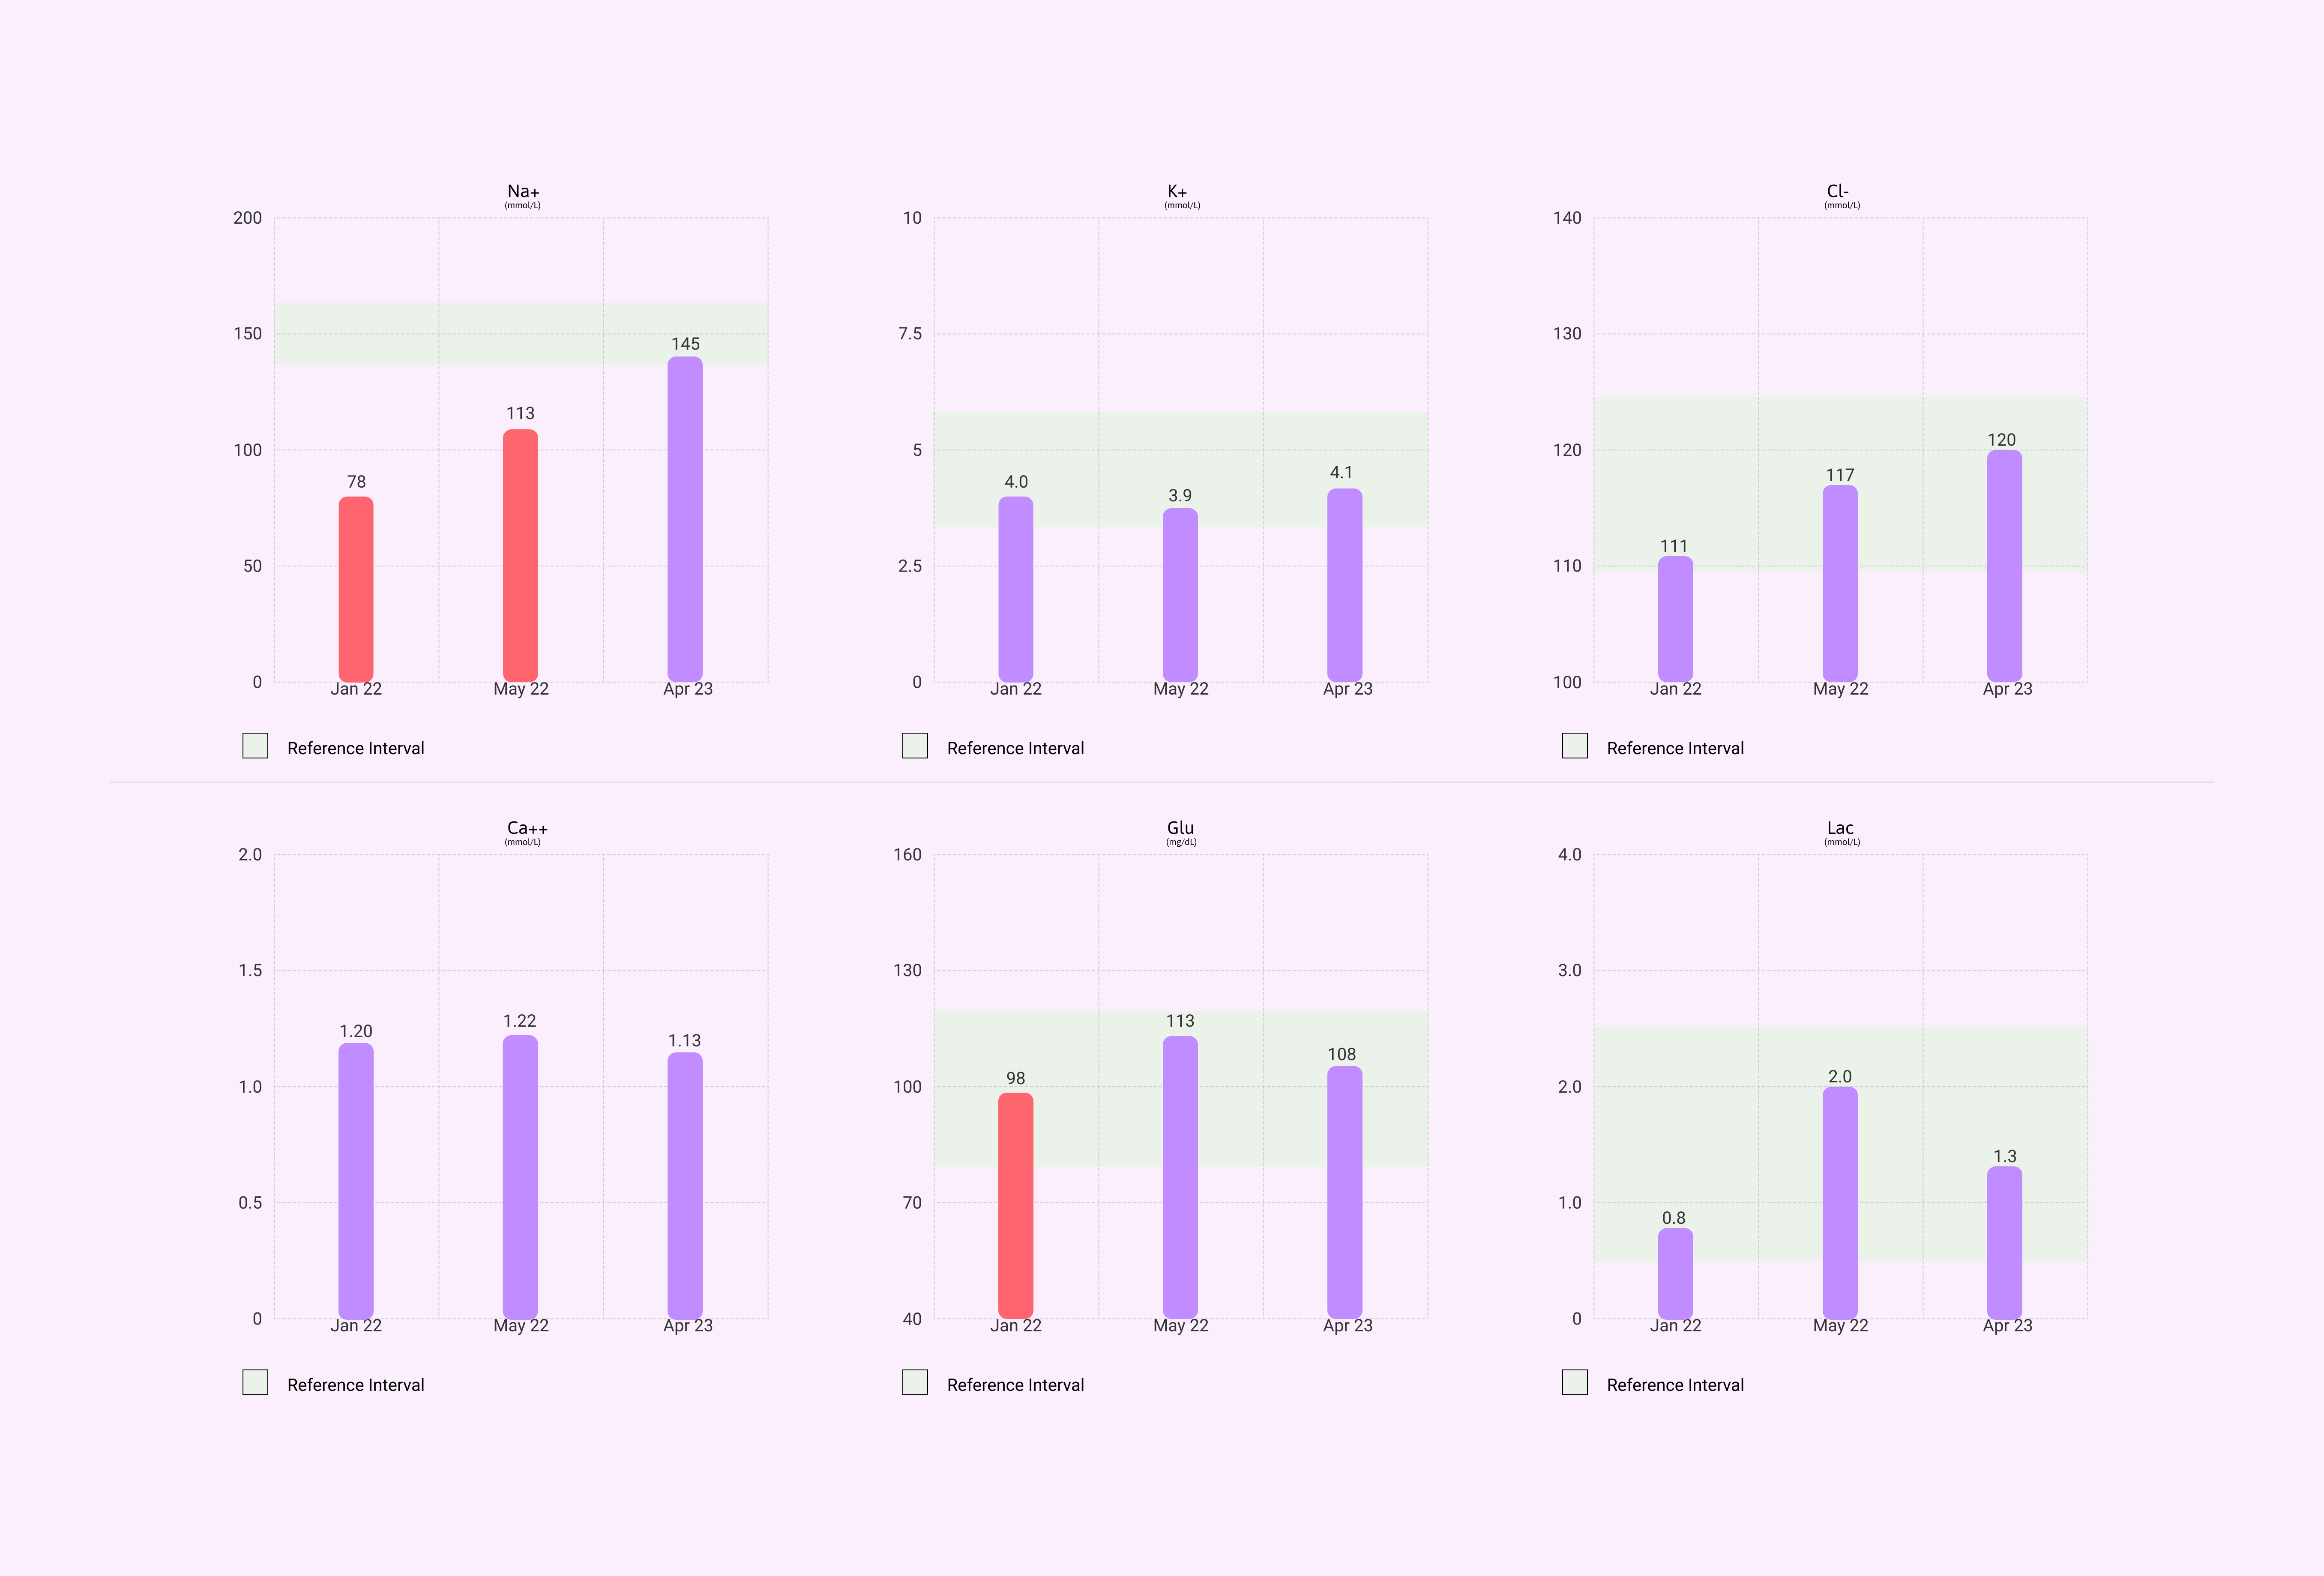 Na+
(mmol/L)
200
150
100
50
0
78
113
145
Jan 22
May 22
Apr 23
Reference Interval
K+
(mmol/L)
10
7.5
5
2.5
0
4.0
3.9
4.1
Jan 22
May 22
Apr 23
Reference Interval
Cl-
(mmol/L)
140
130
120
110
100
111
117
120
Jan 22
May 22
Apr 23
Reference Interval
Ca++
(mmol/L)
2.0
1.5
1.0
0.5
0
1.20
1.22
1.13
Jan 22
May 22
Apr 23
Reference Interval
Glu
(mg/dL)
160
130
100
70
40
98
113
108
Jan 22
May 22
Apr 23
Reference Interval
Lac
(mmol/L)
4.0
3.0
2.0
1.0
0
0.8
2.0
1.3
Jan 22
May 22
Apr 23
Reference Interval